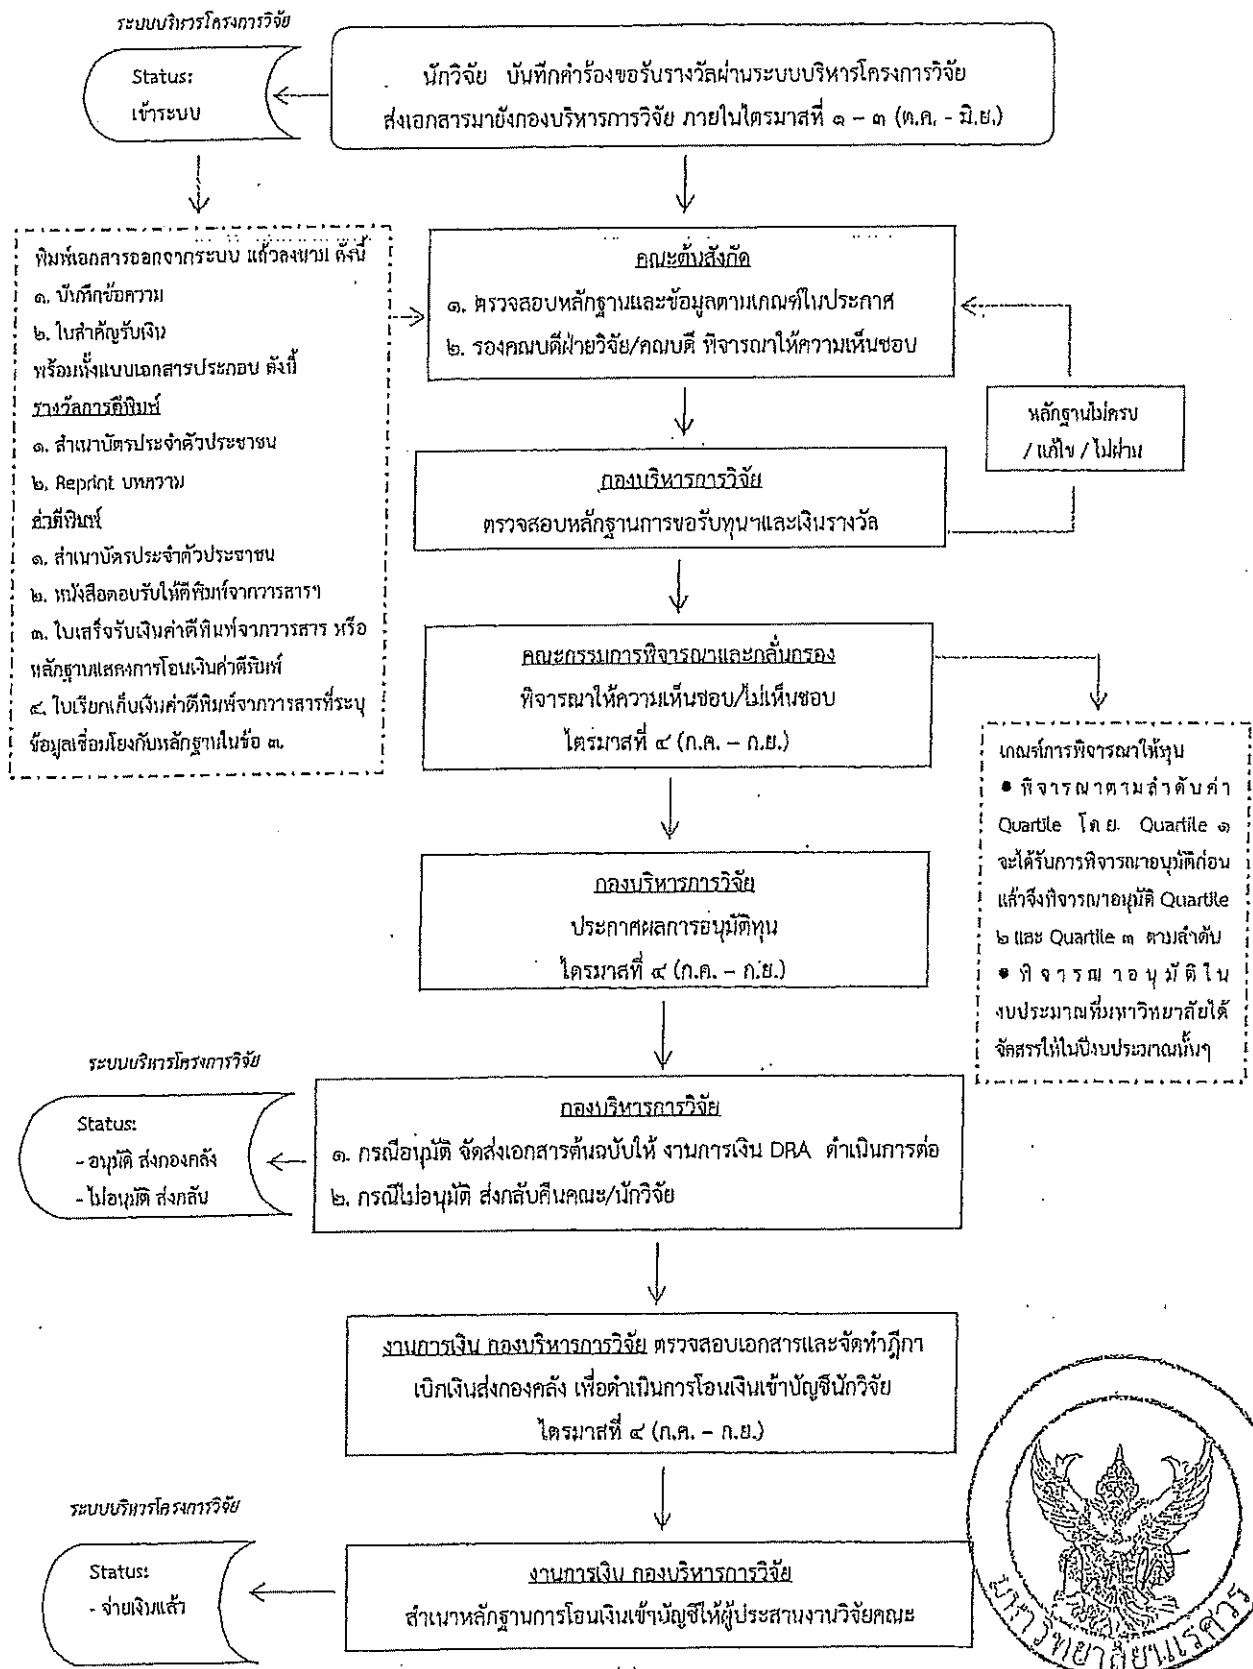 ระบบบริหารโครงการวิจัย
Status:
เข้าระบบ
นักวิจัย บันทึกคำร้องขอรับรางวัลผ่านระบบบริหารโครงการวิจัย
ส่งเอกสารมายังกองบริหารการวิจัย ภายในไตรมาสที่ ๑ – ๓ (ต.ค. - มิ.ย.)
พิมพ์เอกสารออกจากระบบ แล้วลงนาม ดังนี้
๑. บันทึกข้อความ
๒. ใบสำคัญรับเงิน
พร้อมทั้งแนบเอกสารประกอบ ดังนี้
รางวัลการตีพิมพ์
๑. สำเนาบัตรประจำตัวประชาชน
๒. Reprint บทความ
ค่าตีพิมพ์
๑. สำเนาบัตรประจำตัวประชาชน
๒. หนังสือตอบรับให้ตีพิมพ์จากวารสารฯ
๓. ใบเสร็จรับเงินค่าตีพิมพ์จากวารสาร หรือ
หลักฐานแสดงการโอนเงินค่าตีพิมพ์
๔. ใบเรียกเก็บเงินค่าตีพิมพ์จากวารสารที่ระบุ
ข้อมูลเชื่อมโยงกับหลักฐานในข้อ ๓.
คณะต้นสังกัด
๑. ตรวจสอบหลักฐานและข้อมูลตามเกณฑ์ในประกาศ
๒. รองคณบดีฝ่ายวิจัย/คณบดี พิจารณาให้ความเห็นชอบ
หลักฐานไม่ครบ
/ แก้ไข / ไม่ผ่าน
กองบริหารการวิจัย
ตรวจสอบหลักฐานการขอรับทุนฯและเงินรางวัล
คณะกรรมการพิจารณาและกลั่นกรอง
พิจารณาให้ความเห็นชอบ/ไม่เห็นชอบ
ไตรมาสที่ ๔ (ก.ค. – ก.ย.)
เกณฑ์การพิจารณาให้ทุน
• พิจารณาตามลำดับค่า
Quartile โดย Quartile ๑
จะได้รับการพิจารณาอนุมัติก่อน
แล้วจึงพิจารณาอนุมัติ Quartile
๒ และ Quartile ๓ ตามลำดับ
• พิจารณาอนุมัติใน
งบประมาณที่มหาวิทยาลัยได้
จัดสรรให้ในปีงบประมาณนั้นๆ
กองบริหารการวิจัย
ประกาศผลการอนุมัติทุน
ไตรมาสที่ ๔ (ก.ค. – ก.ย.)
ระบบบริหารโครงการวิจัย
Status:
- อนุมัติ ส่งกองคลัง
- ไม่อนุมัติ ส่งกลับ
กองบริหารการวิจัย
๑. กรณีอนุมัติ จัดส่งเอกสารต้นฉบับให้ งานการเงิน DRA ดำเนินการต่อ
๒. กรณีไม่อนุมัติ ส่งกลับคืนคณะ/นักวิจัย
งานการเงิน กองบริหารการวิจัย ตรวจสอบเอกสารและจัดทำฎีกา
เบิกเงินส่งกองคลัง เพื่อดำเนินการโอนเงินเข้าบัญชีนักวิจัย
ไตรมาสที่ ๔ (ก.ค. – ก.ย.)
ระบบบริหารโครงการวิจัย
Status:
- จ่ายเงินแล้ว
งานการเงิน กองบริหารการวิจัย
สำเนาหลักฐานการโอนเงินเข้าบัญชีให้ผู้ประสานงานวิจัยคณะ
มหาวิทยาลัยนเรศวร